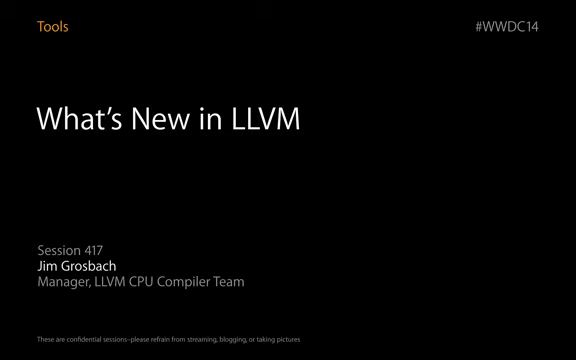 Tools
#WWDC14
What's New in LLVM
Session 417
Jim Grosbach
Manager, LLVM CPU Compiler Team
These are confidential sessions–please refrain from streaming, blogging, or taking pictures